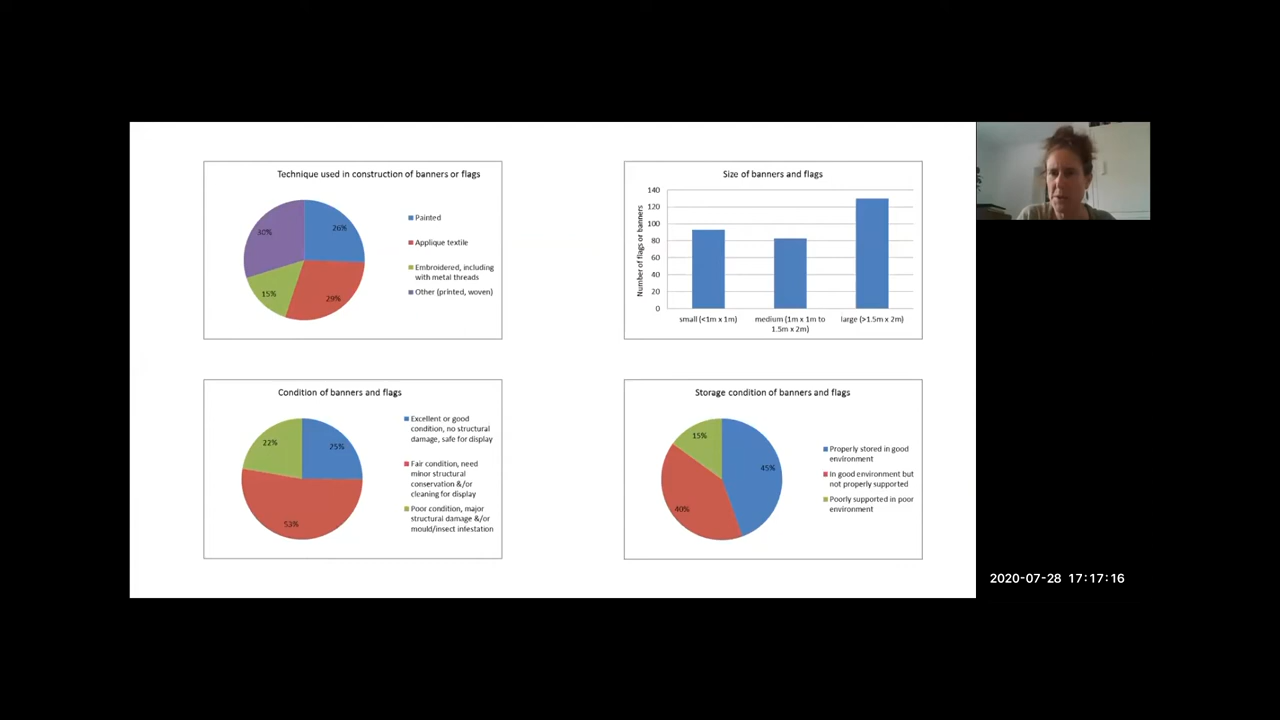 Technique used in construction of banners or flags
26%
29%
15%
30%
Painted
Applique textile
Embroidered, including
with metal threads
Other (printed, woven)
Size of banners and flags
Number of flags or banners
140
120
100
80
60
40
20
0
small (<1m x 1m)
medium (1m x 1m to
1.5m x 2m)
large (>1.5m x 2m)
Condition of banners and flags
25%
53%
22%
Excellent or good
condition, no structural
damage, safe for display
Fair condition, need
minor structural
conservation &/or
cleaning for display
Poor condition, major
structural damage &/or
mould/insect infestation
Storage condition of banners and flags
45%
40%
15%
Properly stored in good
environment
In good environment but
not properly supported
Poorly supported in poor
environment
2020-07-28 17:17:16